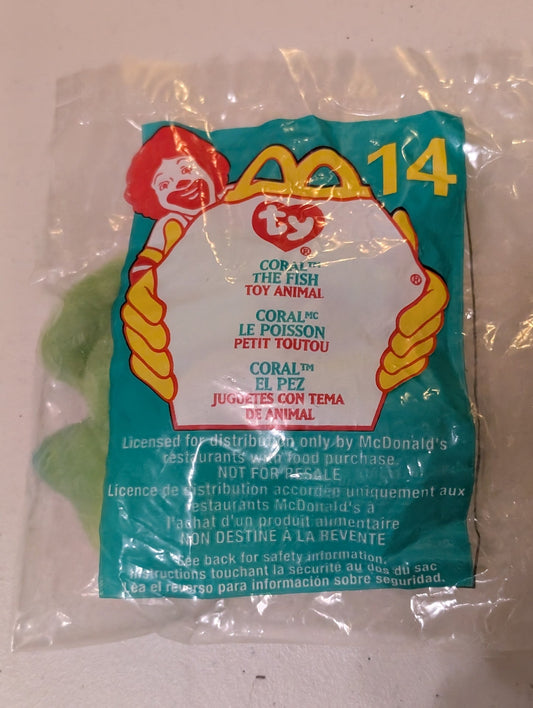 14
ty®
CORAL™
THE FISH
TOY ANIMAL
®
CORALMC
LE POISSON
PETIT TOUTOU
CORAL™
EL PEZ
JUGUETES CON TEMA
DE ANIMAL
Licensed for distribution only by McDonald's
restaurants with food purchase.
NOT FOR RESALE
Licence de distribution accordée uniquement aux
restaurants McDonald's à
l'achat d'un produit alimentaire
NON DESTINE A LA REVENTE
See back for safety information.
Instructions touchant la sécurité au dos du sac
Lea el reverso para información sobre seguridad.